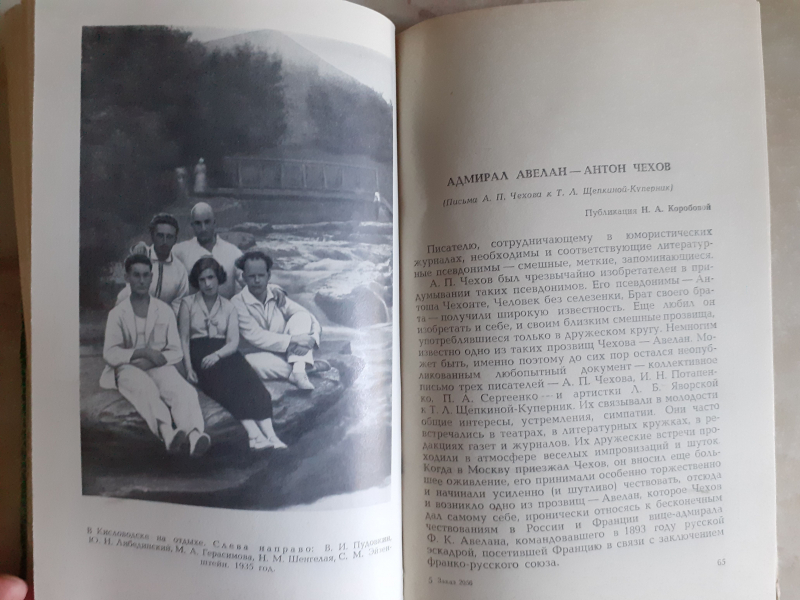 В Кисловодске на отдыхе. Слева направо: В. И. Пудовкин,
Ю. Н. Либединский, М. А. Герасимова, Н. М. Шенгелая, С. М. Эйзен-
штейн. 1935 год.
АДМИРАЛ АВЕЛАН — АНТОН ЧЕХОВ
(Письма А. П. Чехова к Т. Л. Щепкиной-Куперник)
Публикация Н. А. Коробовой
Писателю, сотрудничающему в юмористических
журналах, необходимы и соответствующие литератур-
ные псевдонимы — смешные, меткие, запоминающиеся.
А. П. Чехов был чрезвычайно изобретателен в при-
думывании таких псевдонимов. Его псевдонимы — Ан-
тоша Чехонте, Человек без селезенки, Брат своего бра-
та — получили широкую известность. Еще любил он
изобретать и себе, и своим близким смешные прозвища,
употреблявшиеся только в дружеском кругу. Немногим
известно одно из таких прозвищ Чехова — Авелан. Мо-
жет быть, именно поэтому до сих пор остался неопуб-
ликованным любопытный документ — коллективное
письмо трех писателей — А. П. Чехова, И. Н. Потапен-
ко, П. А. Сергеенко — и артистки Л. Б. Яворской
к Т. Л. Щепкиной-Куперник. Их связывали в молодости
общие интересы, устремления, симпатии. Они часто
встречались в театрах, в литературных кружках, в ре-
дакциях газет и журналов. Их дружеские встречи про-
ходили в атмосфере веселых импровизаций и шуток.
Когда в Москву приезжал Чехов, он вносил еще боль-
шее оживление, его принимали особенно торжественно
и начинали усиленно (и шутливо) чествовать, отсюда
и возникло одно из прозвищ — Авелан, которое Чехов
дал самому себе, иронически относясь к бесконечным
чествованиям в России и Франции вице-адмирала
Ф. К. Авелана, командовавшего в 1893 году русской
эскадрой, посетившей Францию в связи с заключением
франко-русского союза.
5 Заказ
65